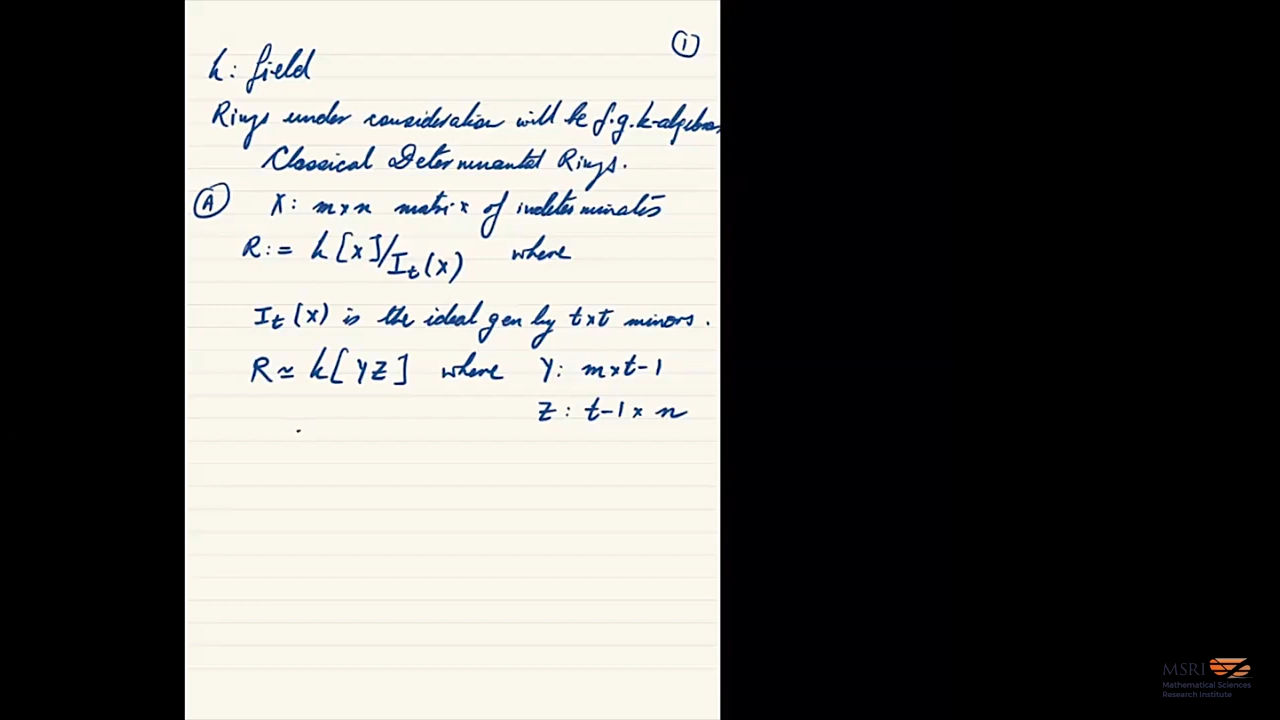 ①
k: field
Rings under consideration will be f.g. k-algebras
Classical Determinantal Rings.
Ⓐ X: m×n matrix of indeterminates
R := k[X]/I_t(X) where
I_t(X) is the ideal gen by t×t minors.
R ≃ k[YZ] where Y: m×t-1
Z: t-1×n
MSRI
Mathematical Sciences
Research Institute